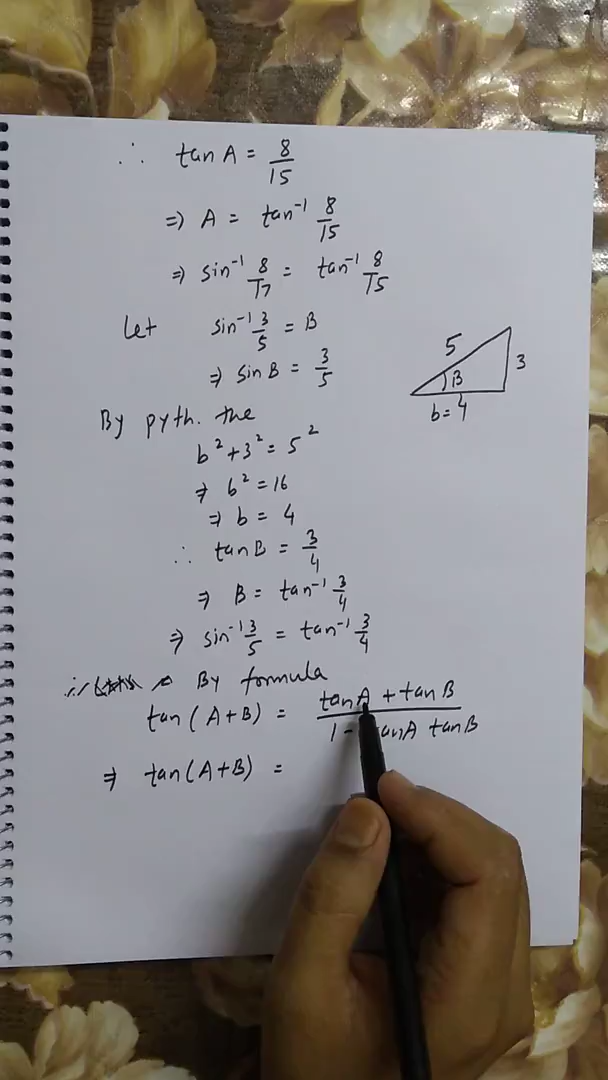 ∴ tan A = 8/15
⇒ A = tan⁻¹ 8/15
⇒ sin⁻¹ 8/17 = tan⁻¹ 8/15
Let sin⁻¹ 3/5 = B
⇒ sin B = 3/5
5
3
B
b = 4
By pyth. the
b² + 3² = 5²
⇒ b² = 16
⇒ b = 4
∴ tan B = 3/4
⇒ B = tan⁻¹ 3/4
⇒ sin⁻¹ 3/5 = tan⁻¹ 3/4
By formula
tan (A+B) = tan A + tan B / 1 - tan A tan B
⇒ tan (A+B) =